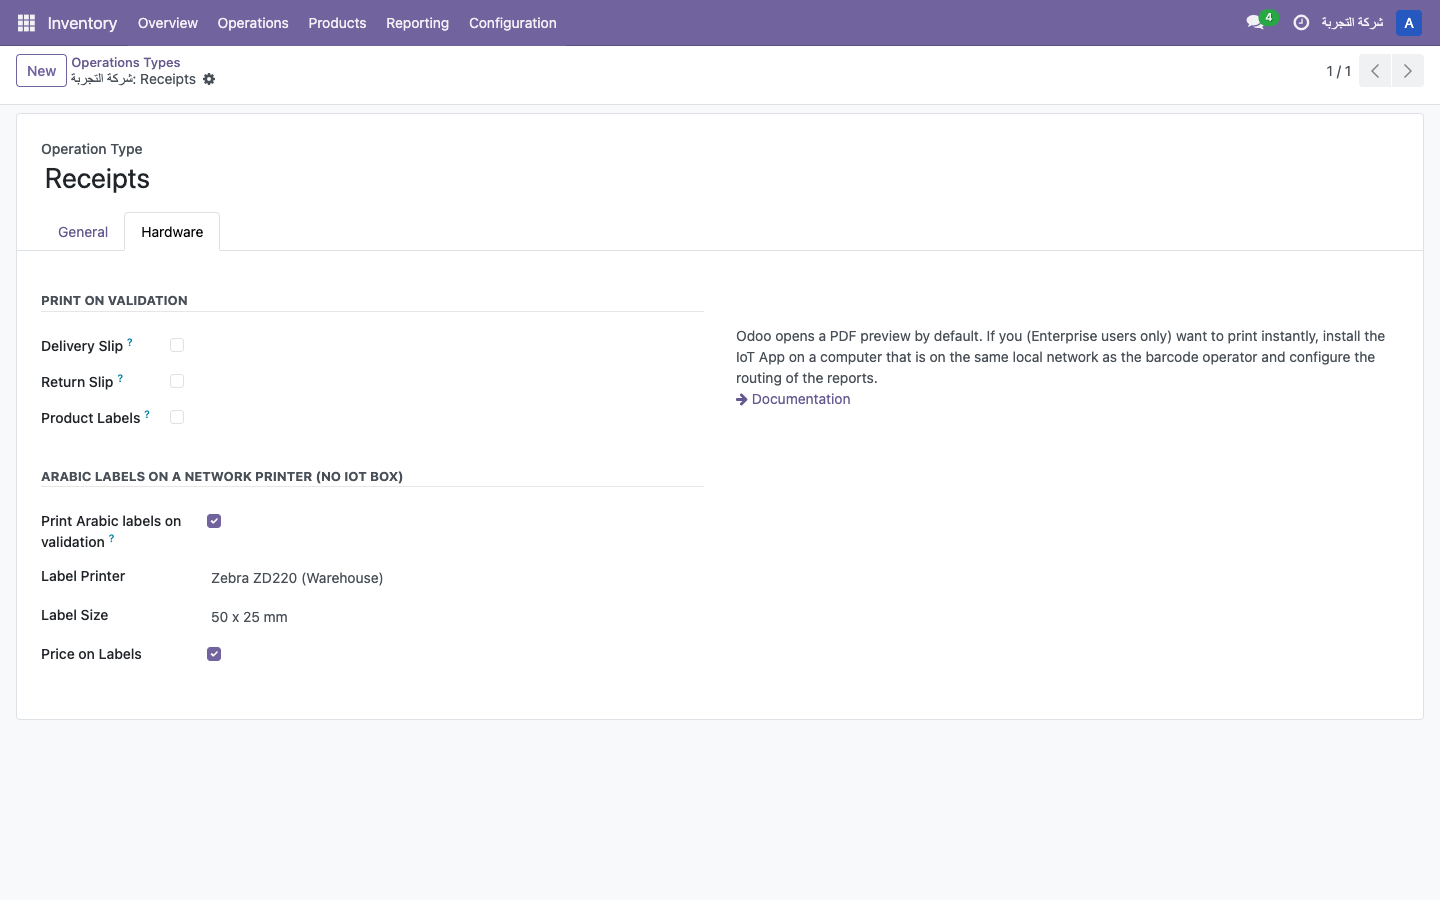 Inventory Overview Operations Products Reporting Configuration 4 شركة التجربة A
New
Operations Types
شركة التجربة: Receipts
1 / 1
Operation Type
Receipts
General Hardware
PRINT ON VALIDATION
Delivery Slip ?
Return Slip ?
Product Labels ?
Odoo opens a PDF preview by default. If you (Enterprise users only) want to print instantly, install the
IoT App on a computer that is on the same local network as the barcode operator and configure the
routing of the reports.
Documentation
ARABIC LABELS ON A NETWORK PRINTER (NO IOT BOX)
Print Arabic labels on
validation ?
Label Printer Zebra ZD220 (Warehouse)
Label Size 50 x 25 mm
Price on Labels